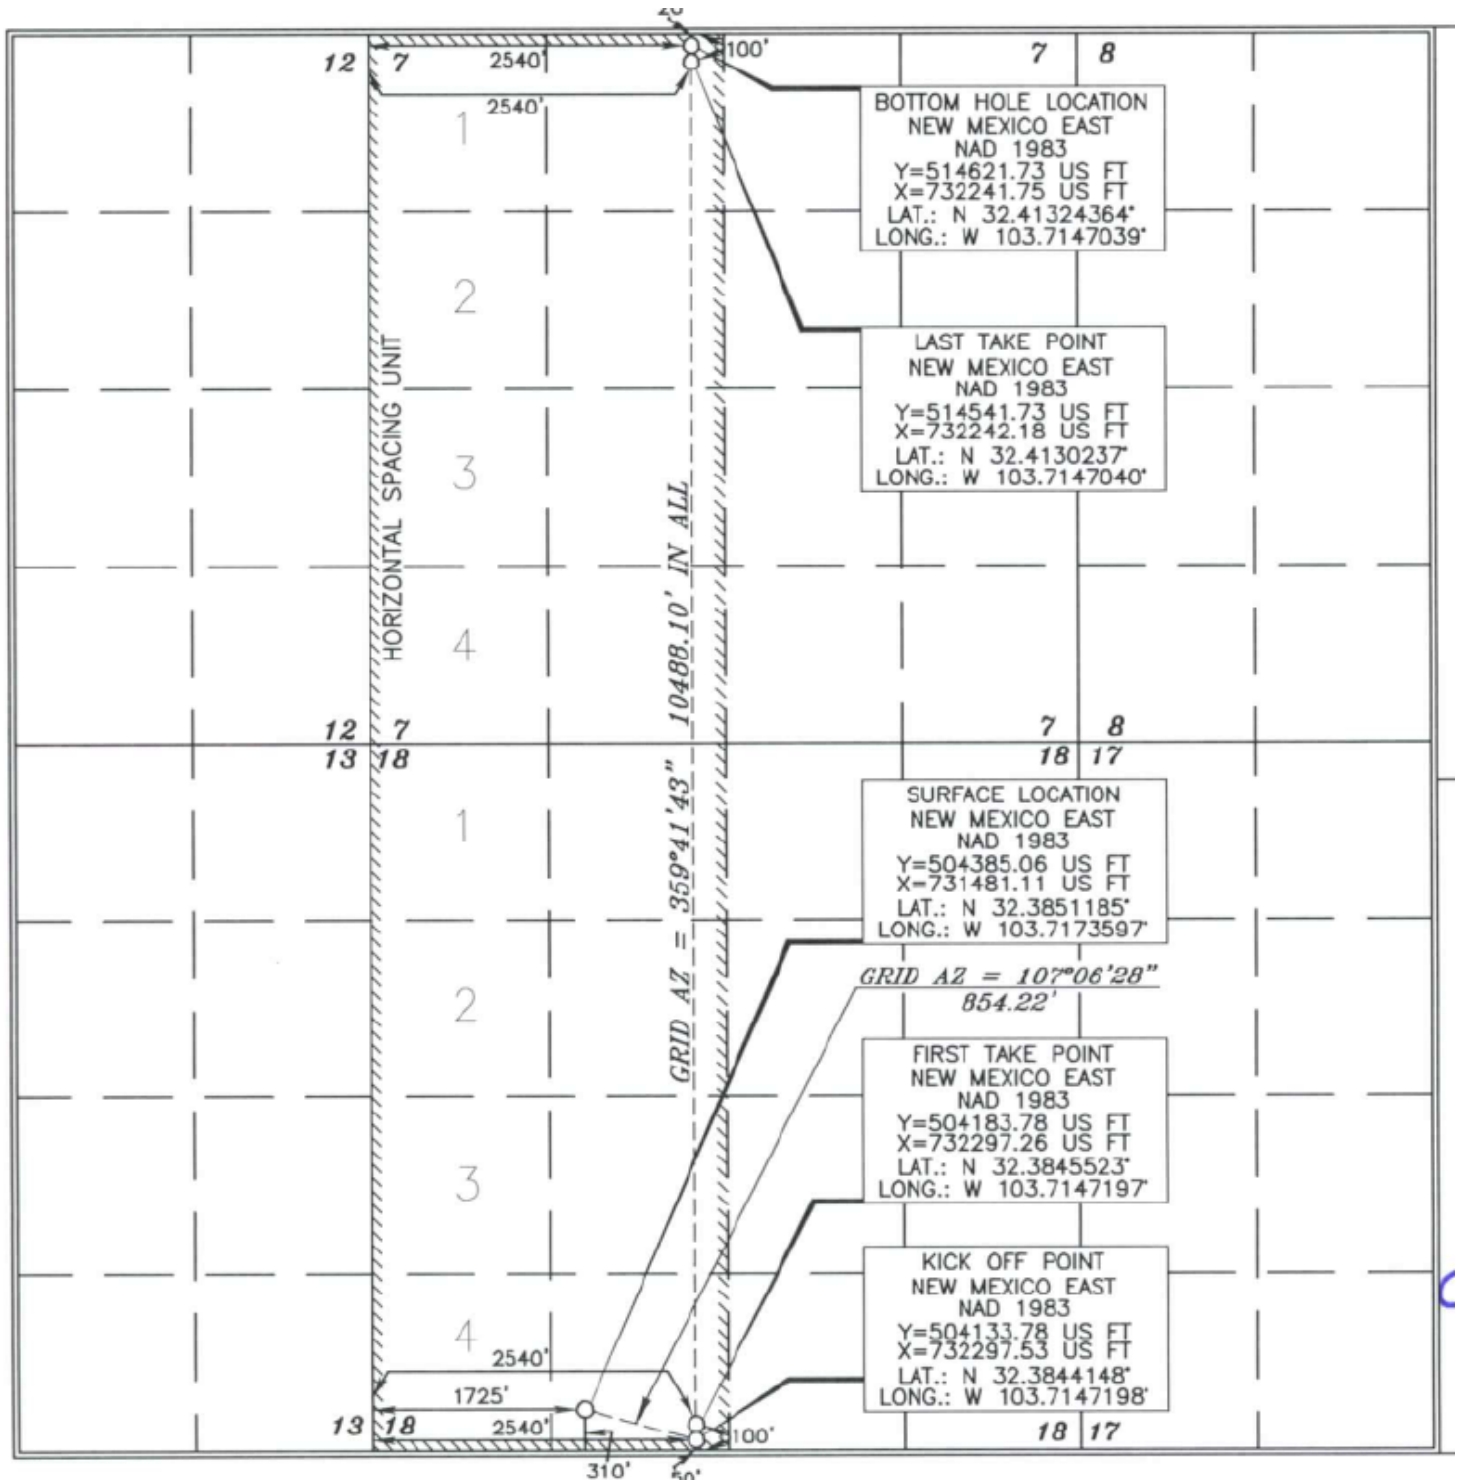 20'
12 7
2540'
100'
7 8
2540'
1
BOTTOM HOLE LOCATION
NEW MEXICO EAST
NAD 1983
Y=514621.73 US FT
X=732241.75 US FT
LAT.: N 32.41324364°
LONG.: W 103.7147039°
2
LAST TAKE POINT
NEW MEXICO EAST
NAD 1983
Y=514541.73 US FT
X=732242.18 US FT
LAT.: N 32.4130237°
LONG.: W 103.7147040°
HORIZONTAL SPACING UNIT
3
4
GRID AZ = 359°41'43" 10488.10' IN ALL
12 7
13 18
7 8
18 17
1
SURFACE LOCATION
NEW MEXICO EAST
NAD 1983
Y=504385.06 US FT
X=731481.11 US FT
LAT.: N 32.3851185°
LONG.: W 103.7173597°
2
GRID AZ = 107°06'28"
854.22'
FIRST TAKE POINT
NEW MEXICO EAST
NAD 1983
Y=504183.78 US FT
X=732297.26 US FT
LAT.: N 32.3845523°
LONG.: W 103.7147197°
3
KICK OFF POINT
NEW MEXICO EAST
NAD 1983
Y=504133.78 US FT
X=732297.53 US FT
LAT.: N 32.3844148°
LONG.: W 103.7147198°
4
2540'
1725'
13 18
2540'
100'
18 17
310'
50'